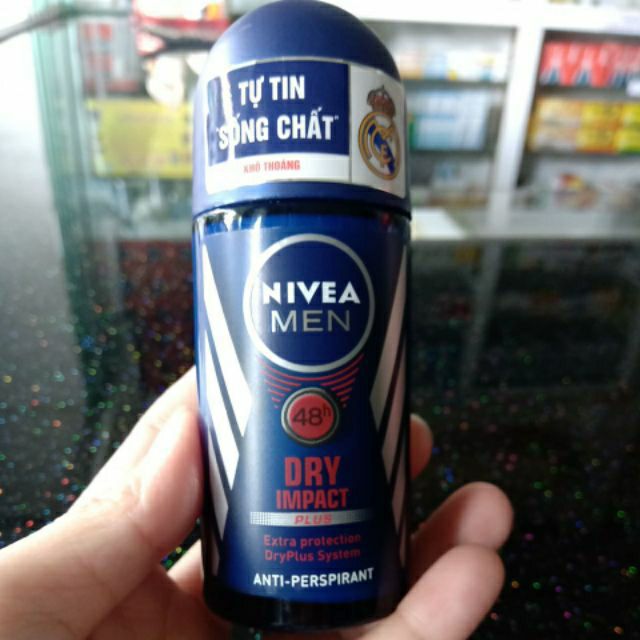 TỰ TIN
"SỐNG CHẤT"
KHÔ THOÁNG
NIVEA
MEN
48h
DRY
IMPACT
PLUS
Extra protection
DryPlus System
ANTI-PERSPIRANT